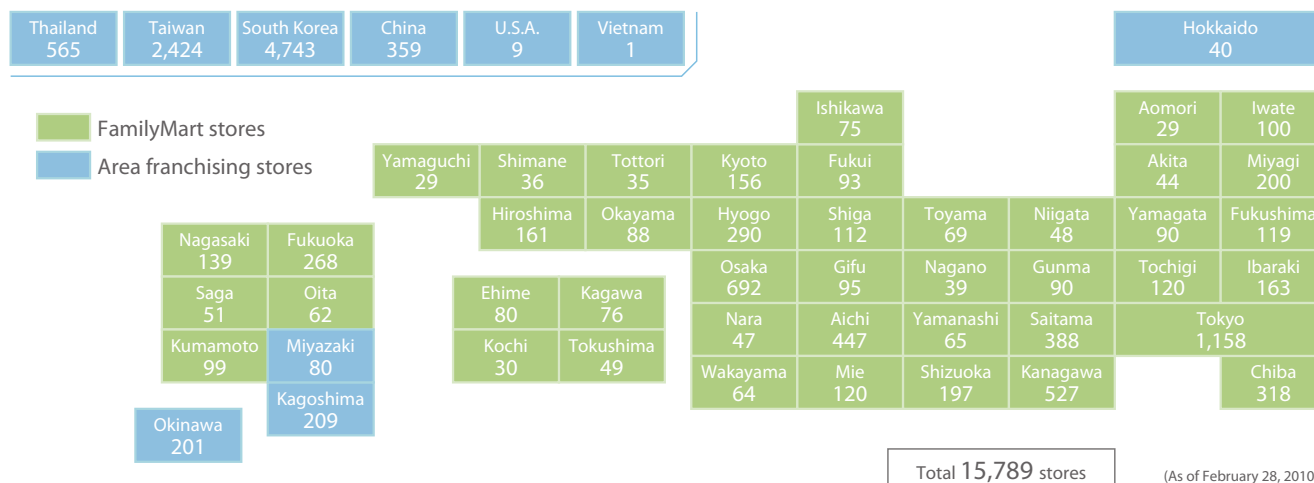 Thailand
565
Taiwan
2,424
South Korea
4,743
China
359
U.S.A.
9
Vietnam
1
Hokkaido
40
FamilyMart stores
Area franchising stores
Ishikawa
75
Aomori
29
Iwate
100
Yamaguchi
29
Shimane
36
Tottori
35
Kyoto
156
Fukui
93
Akita
44
Miyagi
200
Hiroshima
161
Okayama
88
Hyogo
290
Shiga
112
Toyama
69
Niigata
48
Yamagata
90
Fukushima
119
Nagasaki
139
Fukuoka
268
Osaka
692
Gifu
95
Nagano
39
Gunma
90
Tochigi
120
Ibaraki
163
Saga
51
Oita
62
Ehime
80
Kagawa
76
Nara
47
Aichi
447
Yamanashi
65
Saitama
388
Tokyo
1,158
Kumamoto
99
Miyazaki
80
Kochi
30
Tokushima
49
Wakayama
64
Mie
120
Shizuoka
197
Kanagawa
527
Chiba
318
Kagoshima
209
Okinawa
201
Total 15,789 stores
(As of February 28, 2010